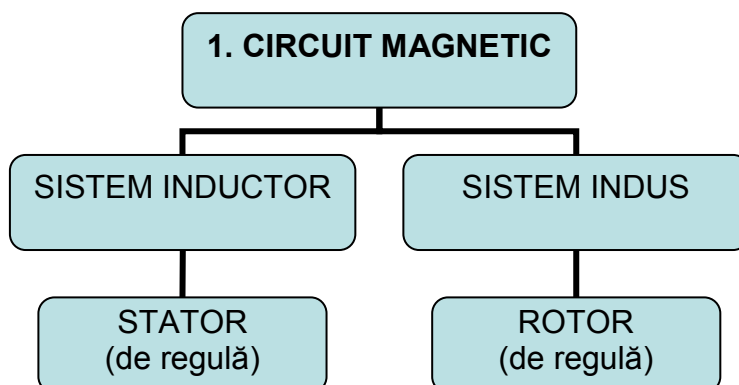 1. CIRCUIT MAGNETIC
SISTEM INDUCTOR
SISTEM INDUS
STATOR
(de regulă)
ROTOR
(de regulă)